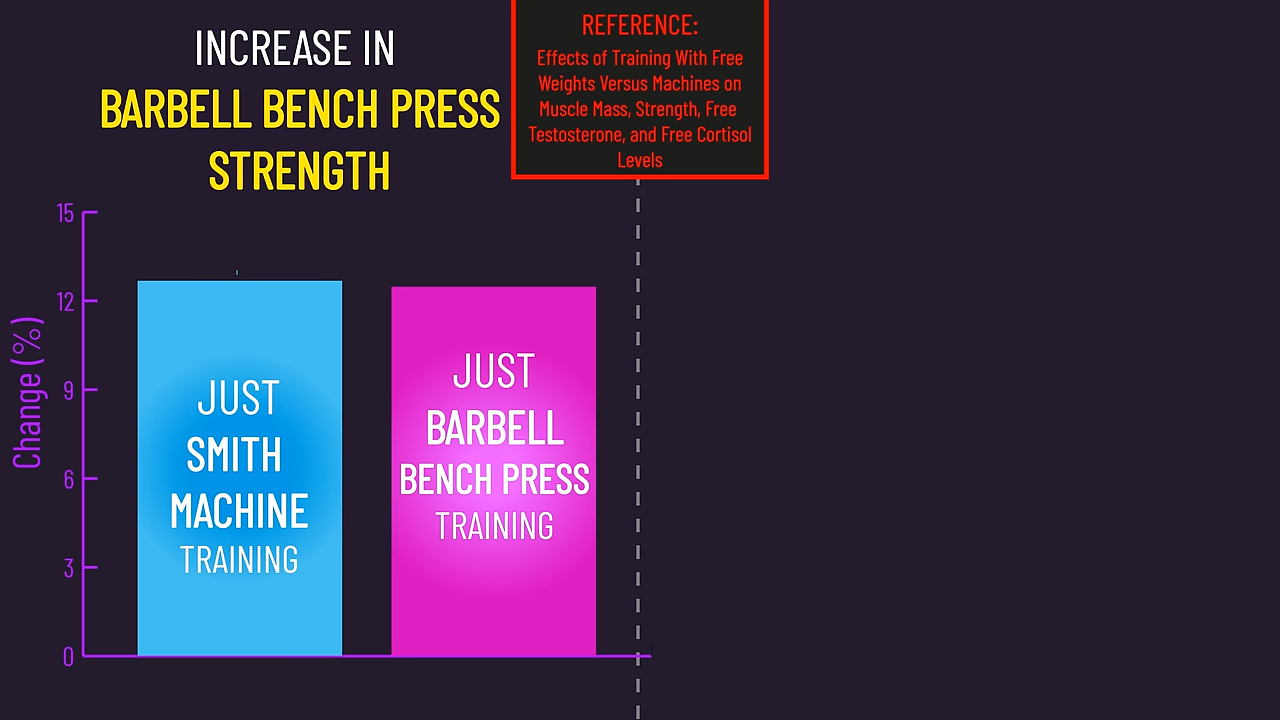 INCREASE IN
BARBELL BENCH PRESS
STRENGTH
REFERENCE:
Effects of Training With Free
Weights Versus Machines on
Muscle Mass, Strength, Free
Testosterone, and Free Cortisol
Levels
Change (%)
15
12
9
6
3
0
JUST
SMITH
MACHINE
TRAINING
JUST
BARBELL
BENCH PRESS
TRAINING